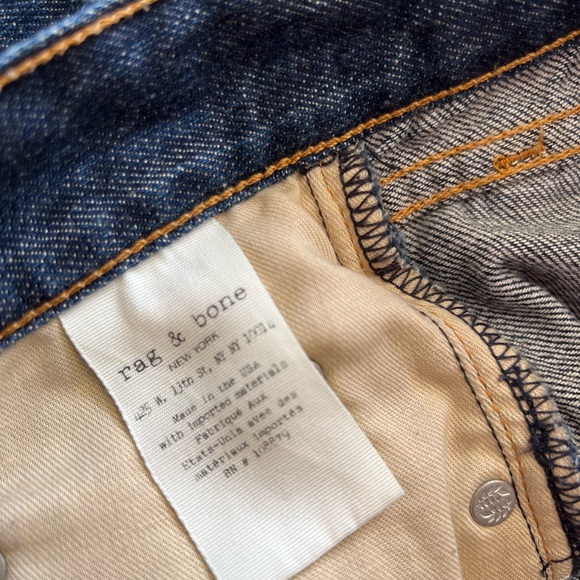 rag & bone
NEW YORK
425 W. 13th St, NY NY 10014
Made in the USA
with imported materials
Fabriqué Aux
Etats-Unis avec des
matériaux importés
RN #